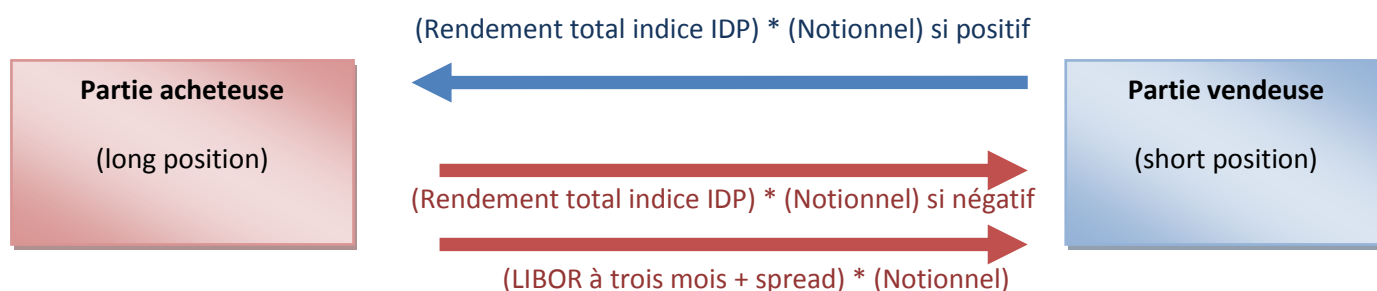 (Rendement total indice IDP) * (Notionnel) si positif
Partie acheteuse
(long position)
Partie vendeuse
(short position)
(Rendement total indice IDP) * (Notionnel) si négatif
(LIBOR à trois mois + spread) * (Notionnel)